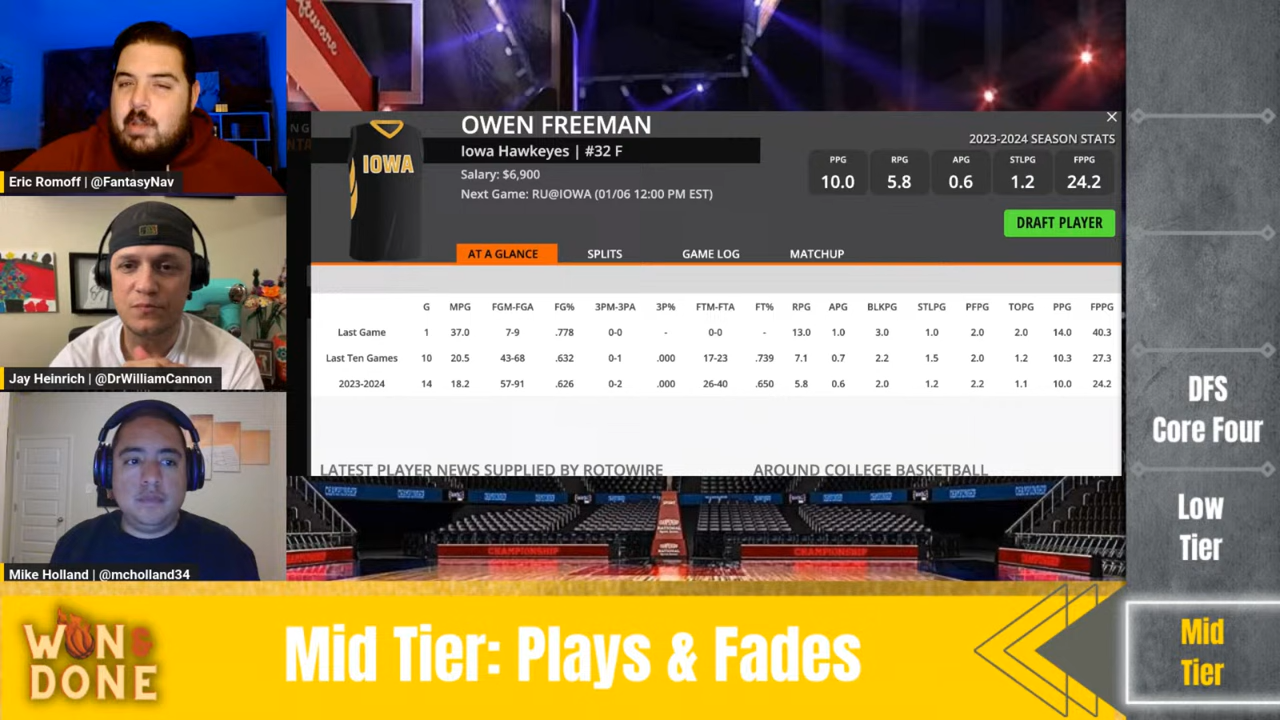 Eric Romoff | @FantasyNav
Jay Heinrich | @DrWilliamCannon
Mike Holland | @mcholland34
OWEN FREEMAN
Iowa Hawkeyes | #32 F
Salary: $6,900
Next Game: RU@IOWA (01/06 12:00 PM EST)
IOWA
×
2023-2024 SEASON STATS
PPG RPG APG STLPG FPPG
10.0 5.8 0.6 1.2 24.2
DRAFT PLAYER
AT A GLANCE SPLITS GAME LOG MATCHUP
G MPG FGM-FGA FG% 3PM-3PA 3P% FTM-FTA FT% RPG APG BLKPG STLPG PFPG TOPG PPG FPPG
Last Game 1 37.0 7-9 .778 0-0 - 0-0 - 13.0 1.0 3.0 1.0 2.0 2.0 14.0 40.3
Last Ten Games 10 20.5 43-68 .632 0-1 .000 17-23 .739 7.1 0.7 2.2 1.5 2.0 1.2 10.3 27.3
2023-2024 14 18.2 57-91 .626 0-2 .000 26-40 .650 5.8 0.6 2.0 1.2 2.2 1.1 10.0 24.2
LATEST PLAYER NEWS SUPPLIED BY ROTOWIRE AROUND COLLEGE BASKETBALL
CHAMPIONSHIP CHAMPIONSHIP
DFS
Core Four
Low
Tier
Mid
Tier
WON &
DONE
Mid Tier: Plays & Fades